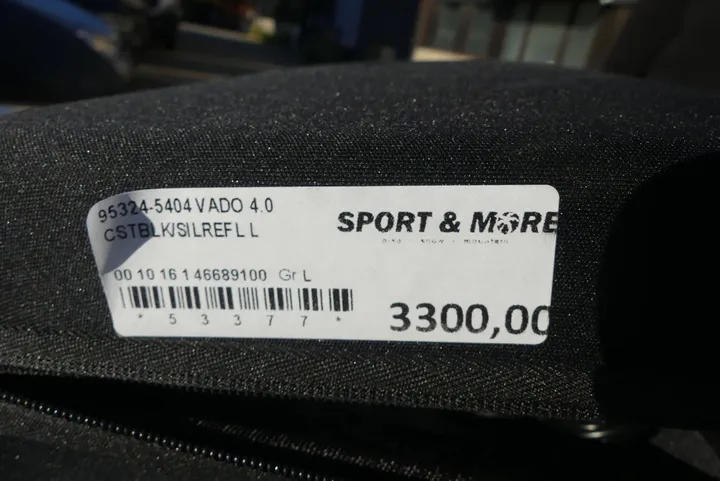 95324-5404 VADO 4.0
CSTBLK/SILREFL L
SPORT & MORE
00 10 16 1 46689100 Gr L
* 5 3 3 7 7 *
3300,00